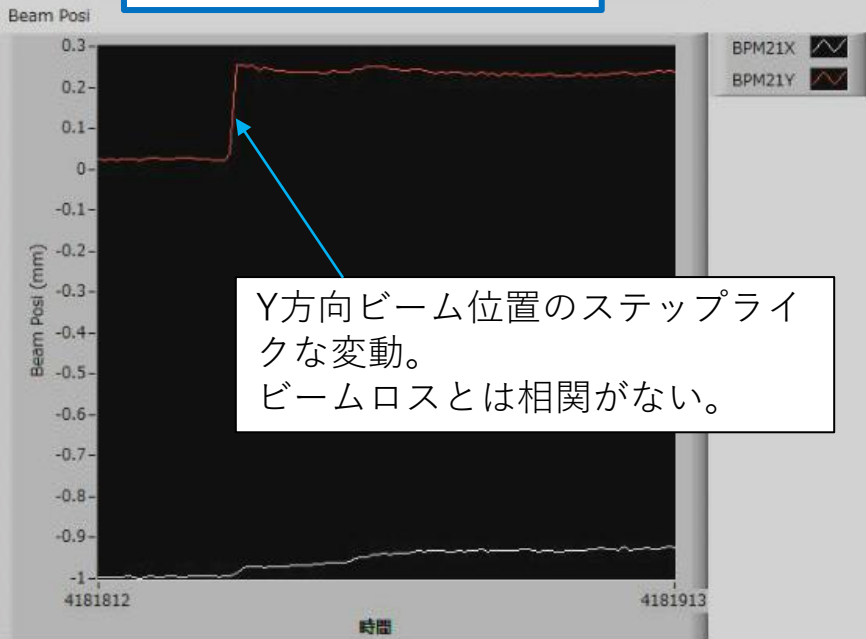 Beam Posi
BPM21X
BPM21Y
0.3
0.2
0.1
0
-0.1
-0.2
-0.3
-0.4
-0.5
-0.6
-0.7
-0.8
-0.9
-1
Beam Posi (mm)
Y方向ビーム位置のステップライ
クな変動。
ビームロスとは相関がない。
4181812
4181913
時間